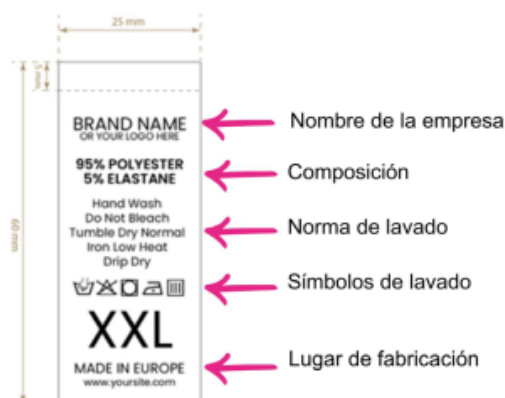 25 mm
5 mm
60 mm
BRAND NAME
OR YOUR LOGO HERE
Nombre de la empresa
95% POLYESTER
5% ELASTANE
Composición
Hand Wash
Do Not Bleach
Tumble Dry Normal
Iron Low Heat
Drip Dry
Norma de lavado
Símbolos de lavado
XXL
MADE IN EUROPE
www.yoursite.com
Lugar de fabricación